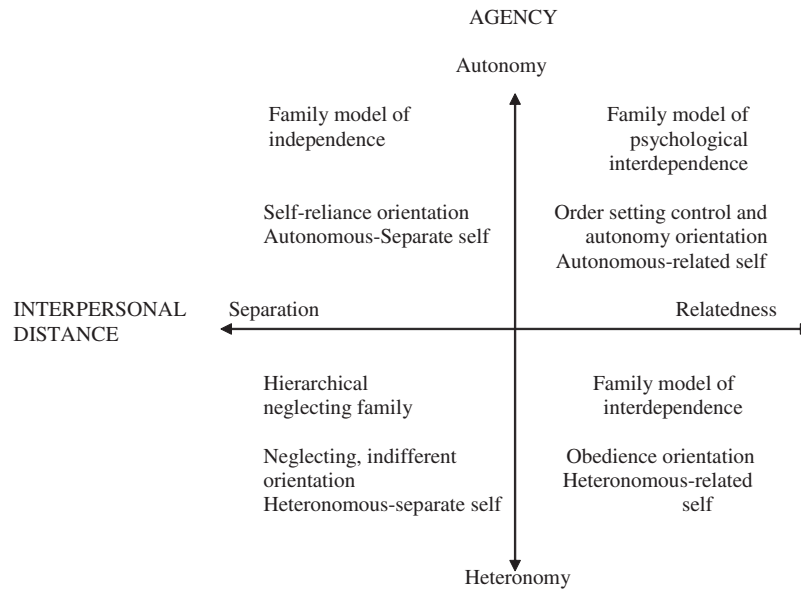 AGENCY
Autonomy
Family model of
independence
Family model of
psychological
interdependence
Self-reliance orientation
Autonomous-Separate self
Order setting control and
autonomy orientation
Autonomous-related self
INTERPERSONAL
DISTANCE
Separation
Relatedness
Hierarchical
neglecting family
Family model of
interdependence
Neglecting, indifferent
orientation
Heteronomous-separate self
Obedience orientation
Heteronomous-related
self
Heteronomy